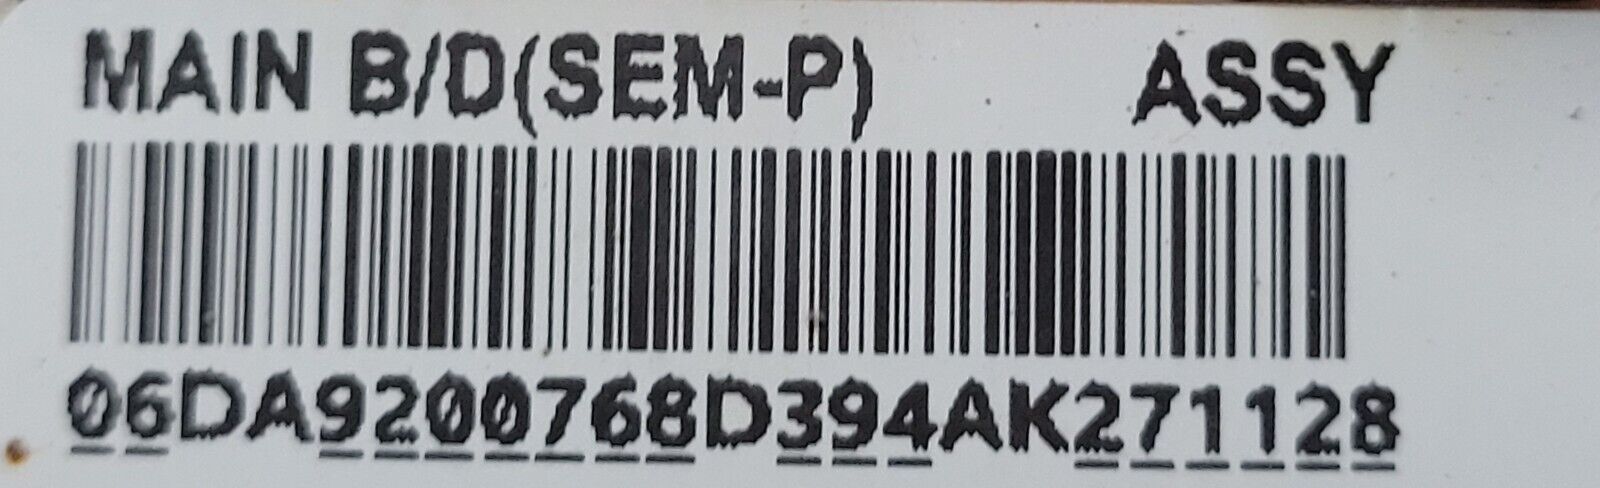 MAIN B/D(SEM-P) ASSY
06DA9200768D394AK271128